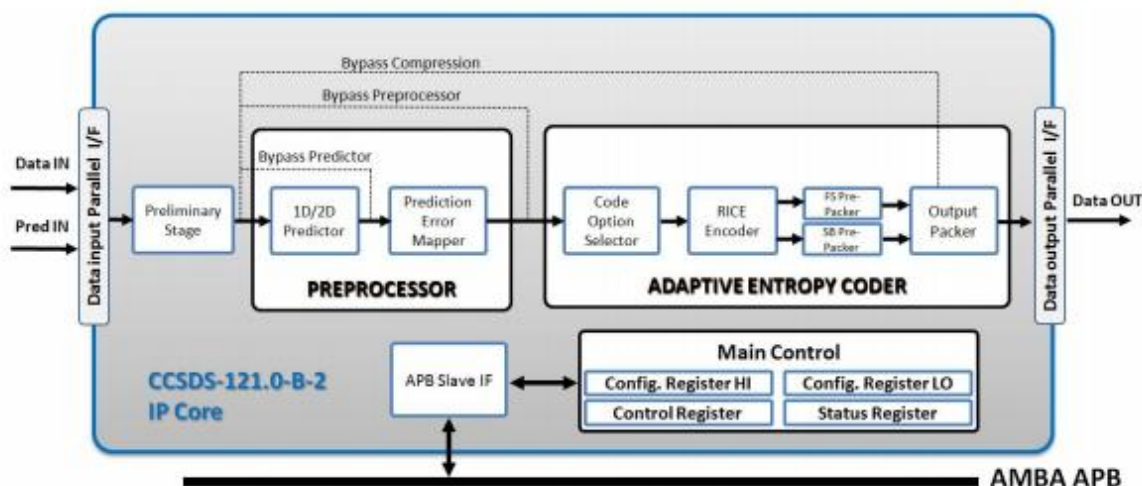 Bypass Compression
Bypass Preprocessor
Bypass Predictor
Data input Parallel I/F
Data IN
Pred IN
Preliminary
Stage
1D/2D
Predictor
Prediction
Error
Mapper
PREPROCESSOR
Code
Option
Selector
RICE
Encoder
FS Pre-
Packer
SB Pre-
Packer
Output
Packer
ADAPTIVE ENTROPY CODER
Data output Parallel I/F
Data OUT
CCSDS-121.0-B-2
IP Core
APB Slave IF
Main Control
Config. Register HI
Config. Register LO
Control Register
Status Register
AMBA APB